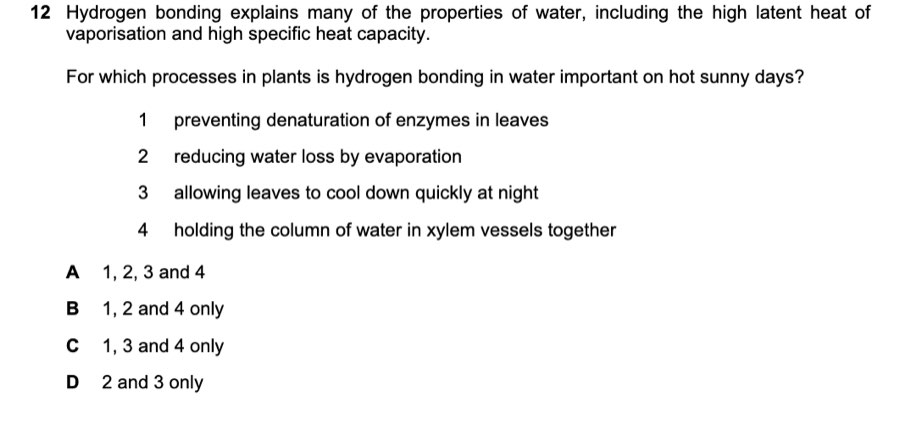 12 Hydrogen bonding explains many of the properties of water, including the high latent heat of
vaporisation and high specific heat capacity.
For which processes in plants is hydrogen bonding in water important on hot sunny days?
1 preventing denaturation of enzymes in leaves
2 reducing water loss by evaporation
3 allowing leaves to cool down quickly at night
4 holding the column of water in xylem vessels together
A 1, 2, 3 and 4
B 1, 2 and 4 only
C 1, 3 and 4 only
D 2 and 3 only